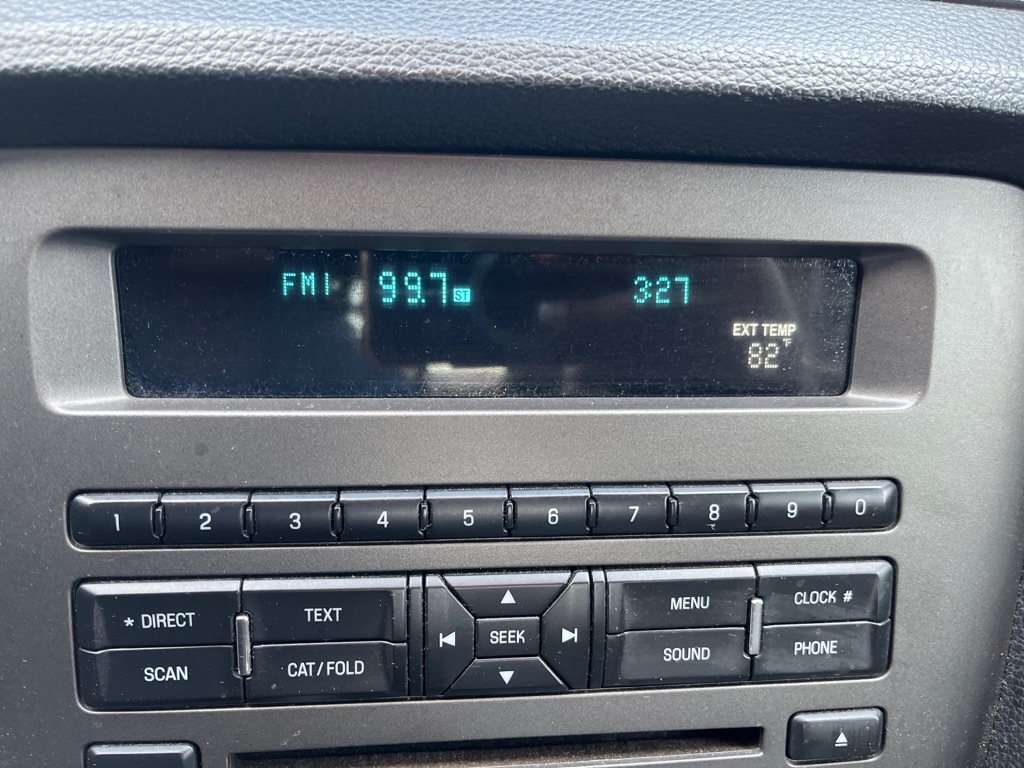 FM1 99.7 ST 3:27
EXT TEMP
82 °F
1 2 3 4 5 6 7 8 9 0
* DIRECT TEXT SEEK MENU CLOCK #
SCAN CAT/FOLD SOUND PHONE